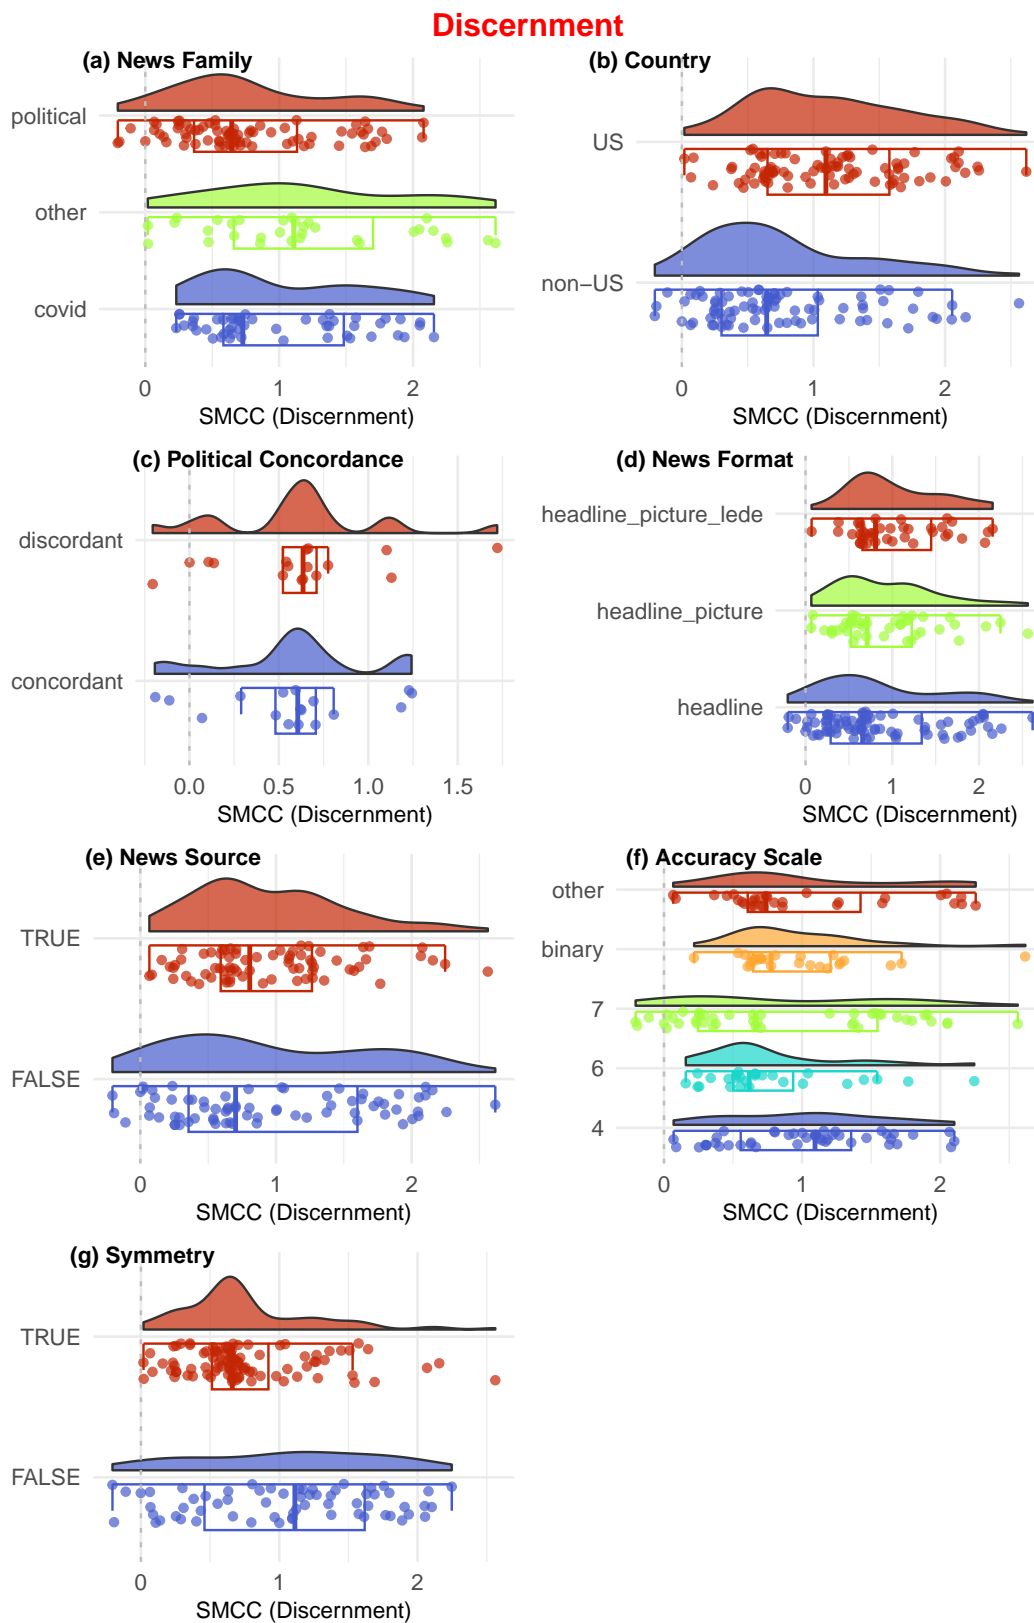 Discernment
(a) News Family
political
other
covid
0 1 2
SMCC (Discernment)
(b) Country
US
non−US
0 1 2
SMCC (Discernment)
(c) Political Concordance
discordant
concordant
0.0 0.5 1.0 1.5
SMCC (Discernment)
(d) News Format
headline_picture_lede
headline_picture
headline
0 1 2
SMCC (Discernment)
(e) News Source
TRUE
FALSE
0 1 2
SMCC (Discernment)
(f) Accuracy Scale
other
binary
7
6
4
0 1 2
SMCC (Discernment)
(g) Symmetry
TRUE
FALSE
0 1 2
SMCC (Discernment)